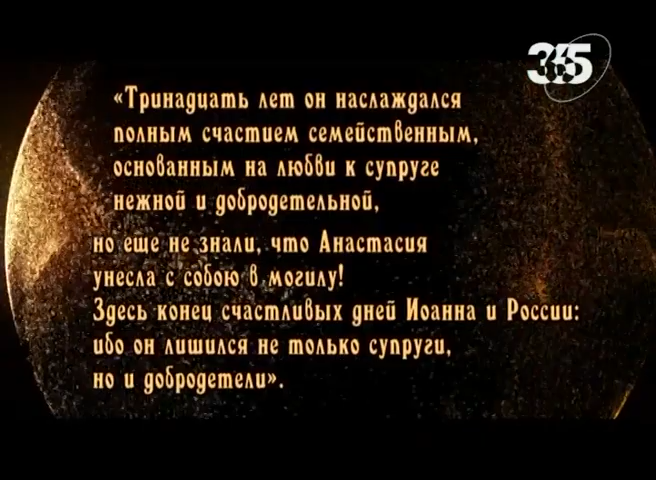 365
«Тринадцать лет он наслаждался
полным счастием семейственным,
основанным на любви к супруге
нежной и добродетельной,
но еще не знали, что Анастасия
унесла с собою в могилу!
Здесь конец счастливых дней Иоанна и России:
ибо он лишился не только супруги,
но и добродетели».